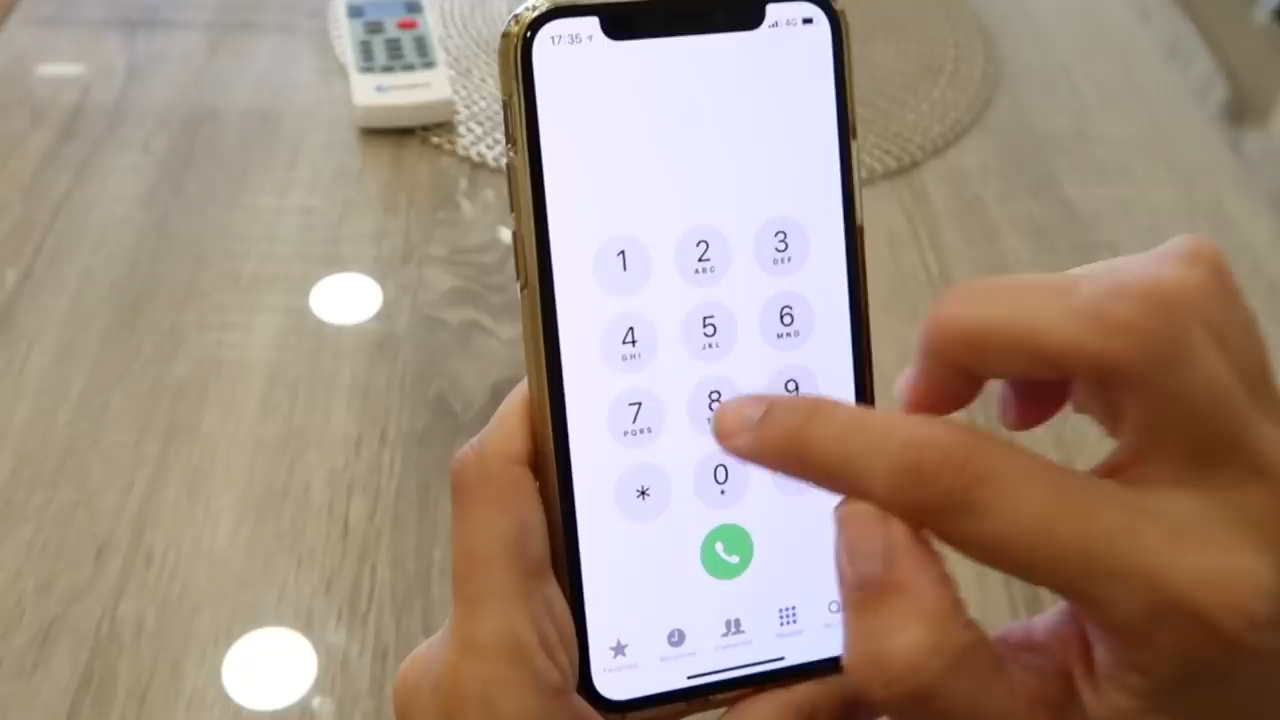 17:35 4G
1 2 3
ABC DEF
4 5 6
GHI JKL MNO
7 8 9
PQRS
* 0
+